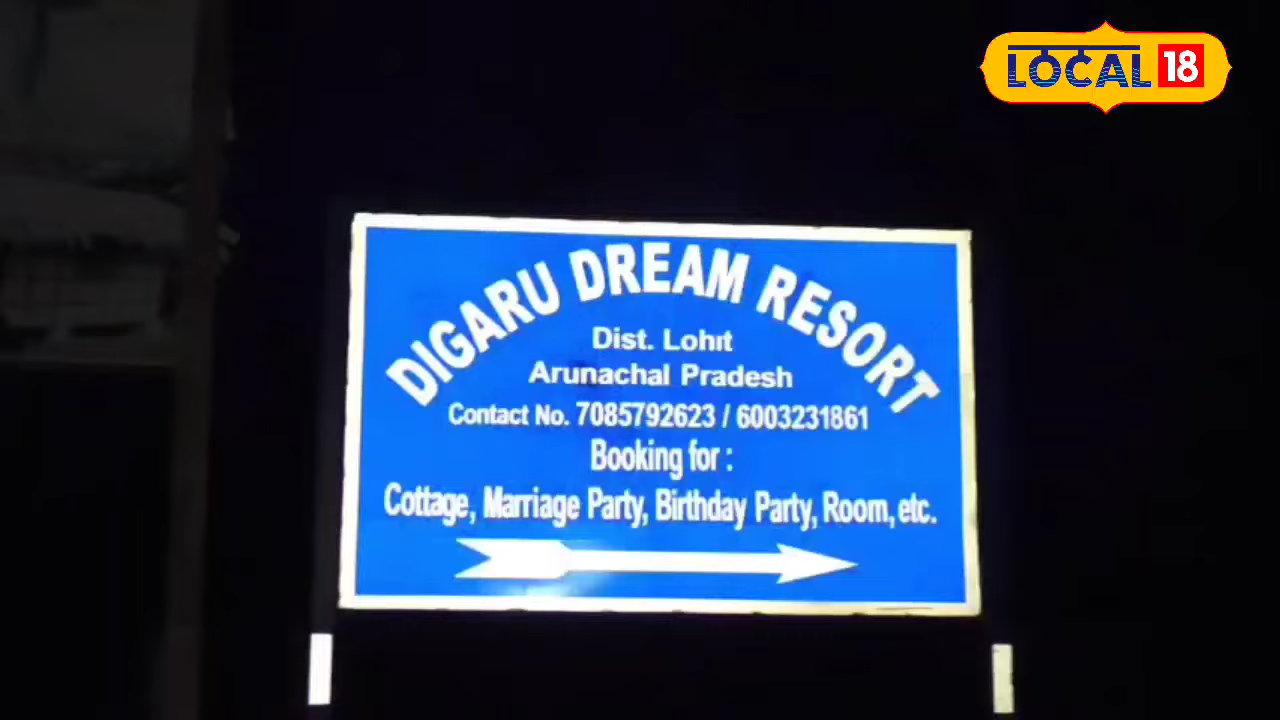 LOCAL 18
DIGARU DREAM RESORT
Dist. Lohit
Arunachal Pradesh
Contact No. 7085792623 / 6003231861
Booking for :
Cottage, Marriage Party, Birthday Party, Room, etc.